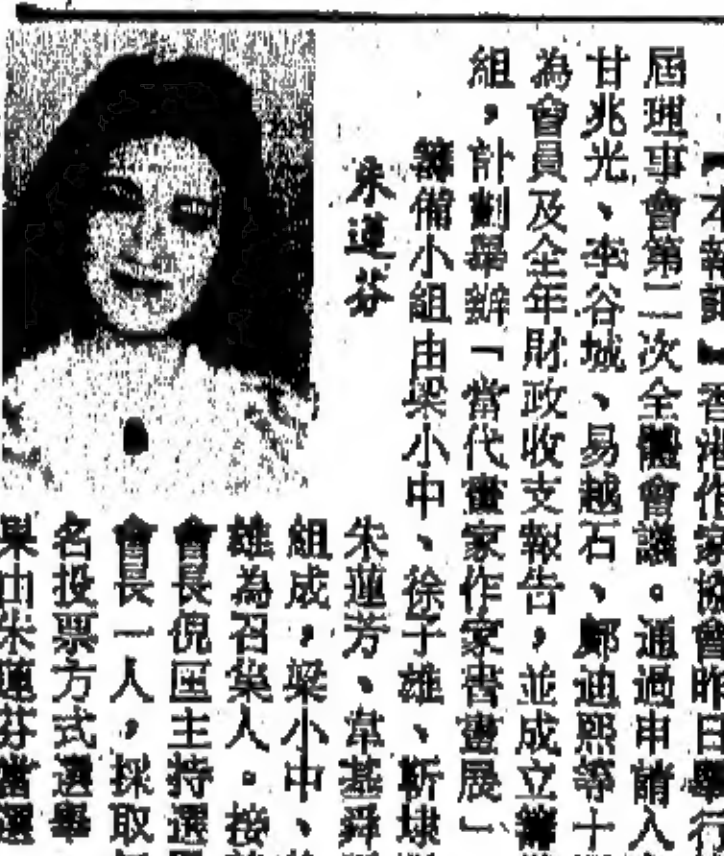 【本報訊】香港作家協會昨日舉行
屆理事會第二次全體會議。通過申請入
甘兆光、李谷城、易越石、鄺迪熙等十
為會員及全年財政收支報告,並成立籌
組,計劃舉辦「當代畫家作家書畫展」
籌備小組由梁小中、徐子雄、靳埭
朱蓮芬
朱蓮芳、韋基舜
組成,梁小中、
雄為召集人。按
會長倪匡主持選
會長一人,採取
名投票方式選舉
果由朱蓮芬當選